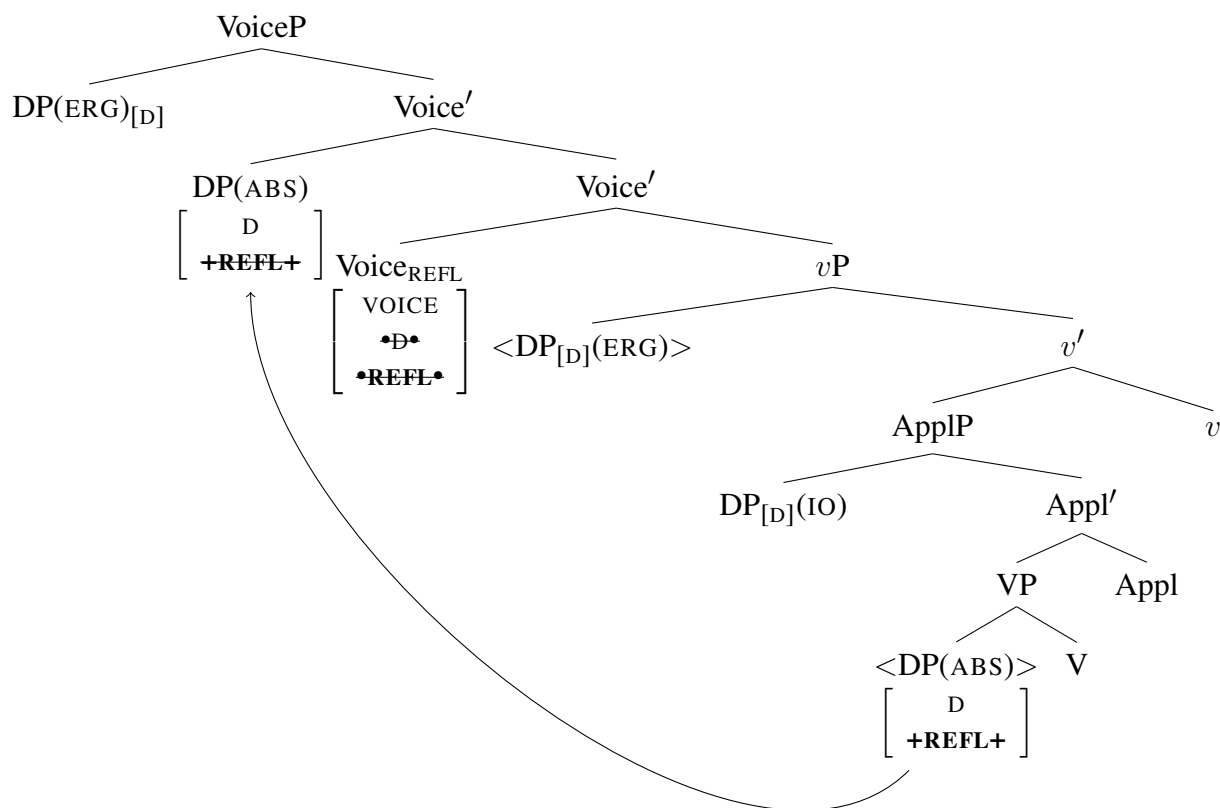 VoiceP
DP(ERG)[D] Voice′
DP(ABS) Voice′
D
+REFL+
VoiceREFL vP
VOICE
•D•
•REFL•
<DP[D](ERG)> v′
ApplP v
DP[D](IO) Appl′
VP Appl
<DP(ABS)> V
D
+REFL+